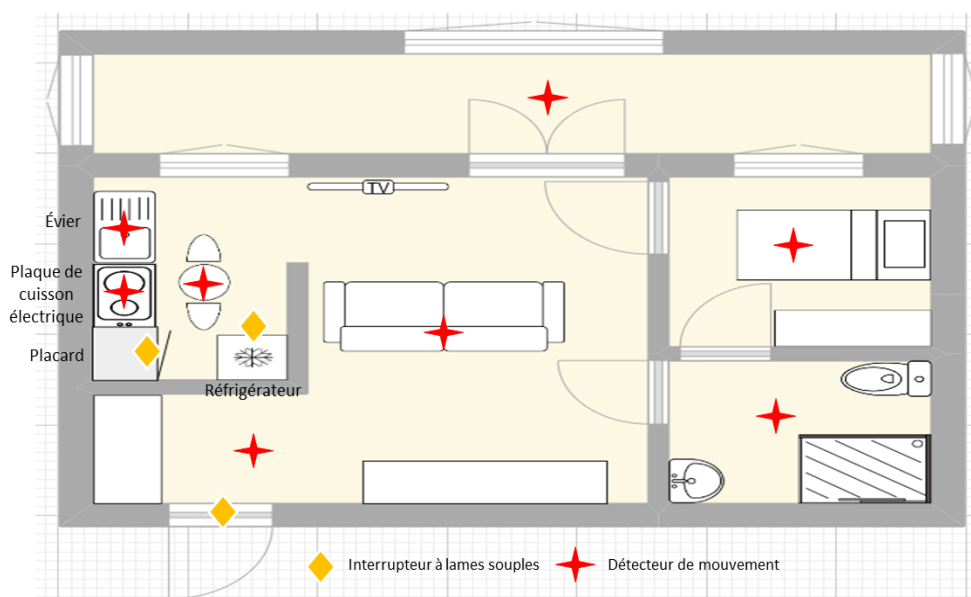 TV
Évier
Plaque de
cuisson
électrique
Placard
Réfrigérateur
Interrupteur à lames souples
Détecteur de mouvement